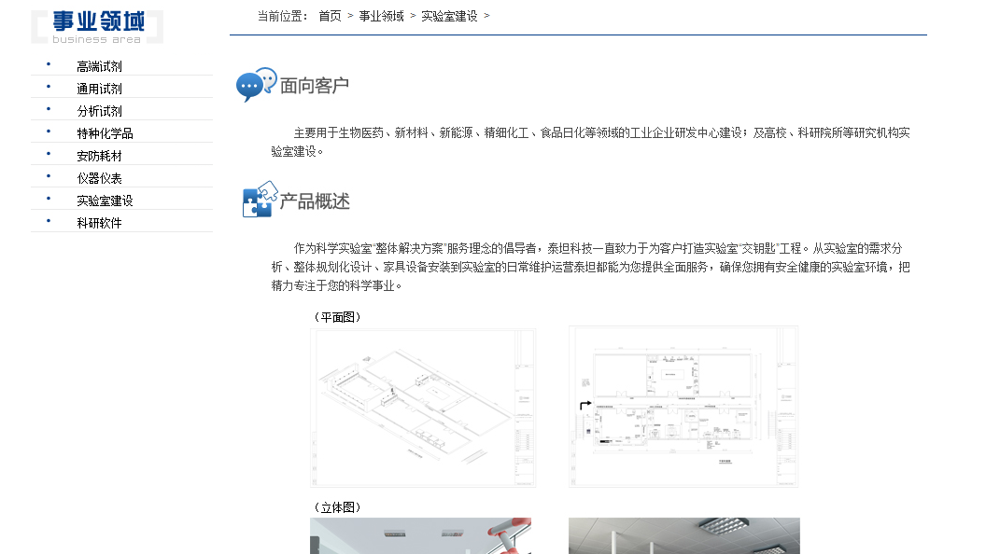 事业领域
business area
高端试剂
通用试剂
分析试剂
特种化学品
安防耗材
仪器仪表
实验室建设
科研软件
当前位置： 首页 > 事业领域 > 实验室建设 >
面向客户
主要用于生物医药、新材料、新能源、精细化工、食品日化等领域的工业企业研发中心建设；及高校、科研院所等研究机构实
验室建设。
产品概述
作为科学实验室“整体解决方案”服务理念的倡导者，泰坦科技一直致力于为客户打造实验室“交钥匙”工程。从实验室的需求分
析、整体规划化设计、家具设备安装到实验室的日常维护运营泰坦都能为您提供全面服务，确保您拥有安全健康的实验室环境，把
精力专注于您的科学事业。
（平面图）
（立体图）